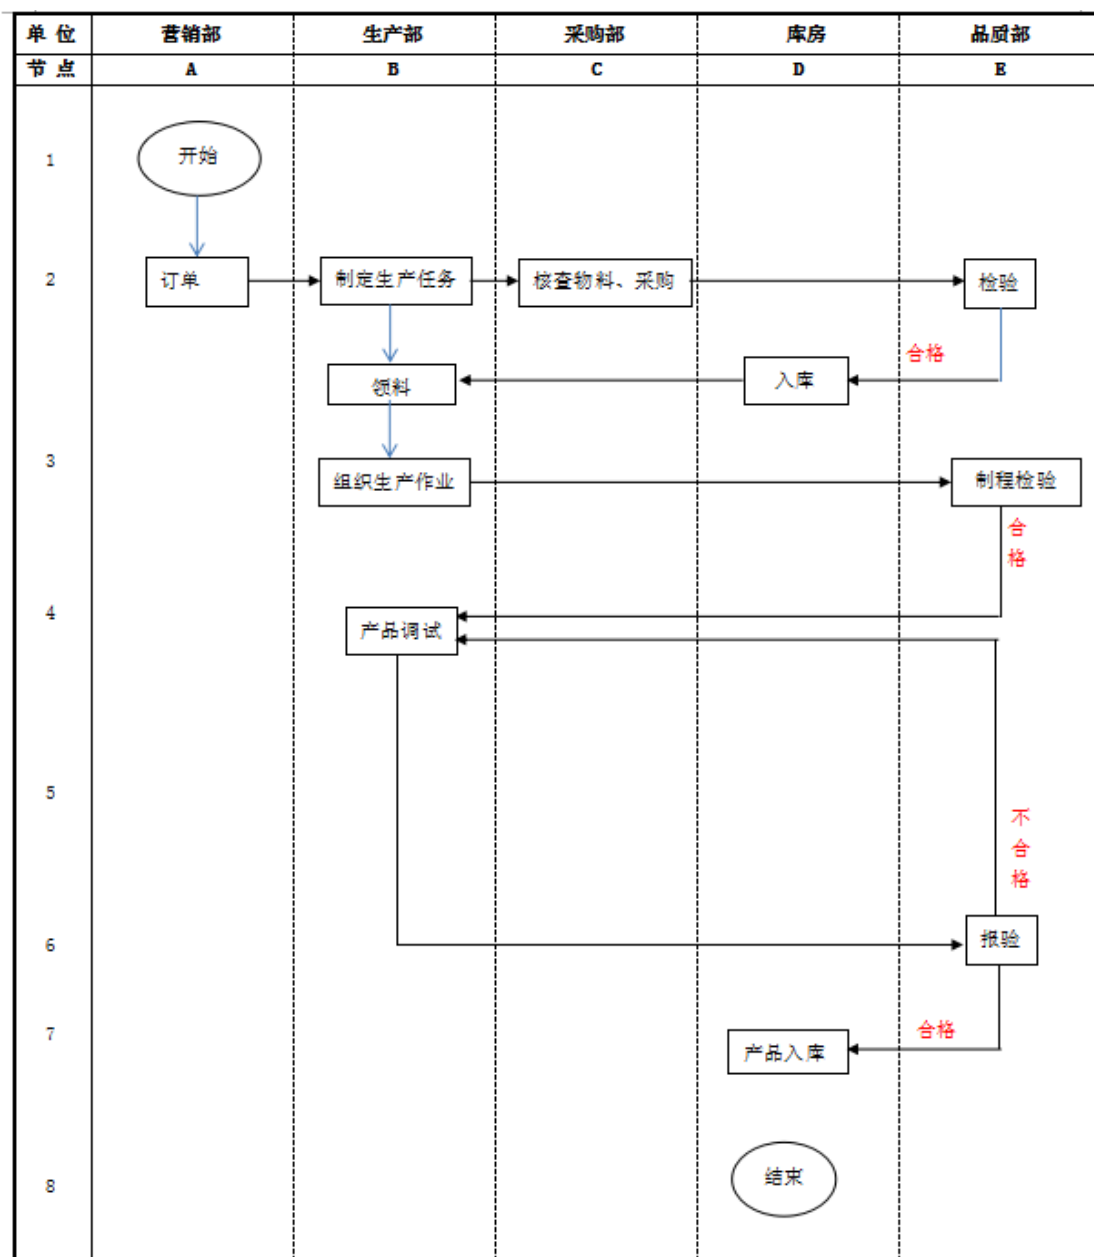 单 位 营销部 生产部 采购部 库房 品质部
节 点 A B C D E
1
开始
2
订单
制定生产任务
核查物料、采购
检验
合格
领料
入库
3
组织生产作业
制程检验
合
格
4
产品调试
5
不
合
格
6
报验
7
合格
产品入库
8
结束